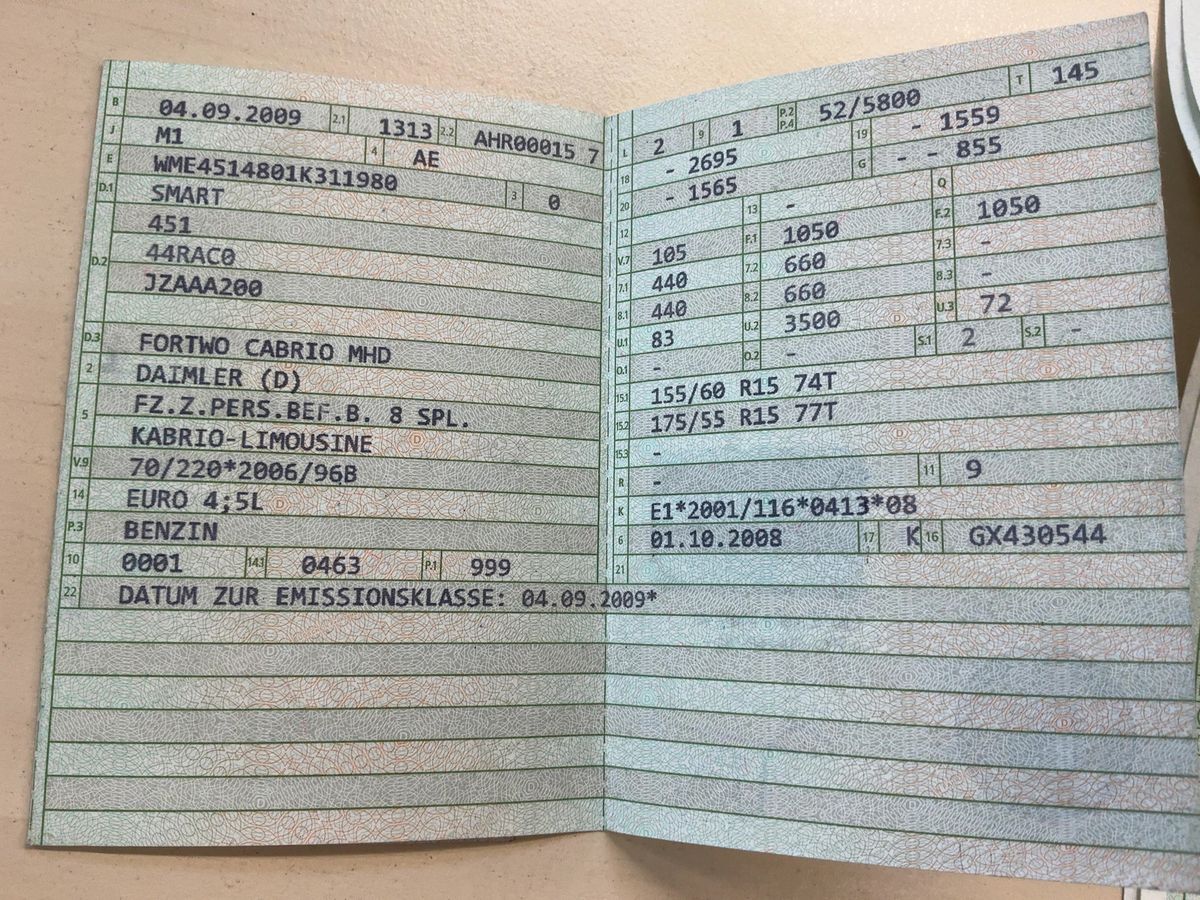 B 04.09.2009 2.1 1313 2.2 AHR00015 7
J M1 4 AE
E WME4514801K311980 3 0
D.1 SMART
451
D.2 44RAC0
JZAAA200
D.3 FORTWO CABRIO MHD
2 DAIMLER (D)
5 FZ.Z.PERS.BEF.B. 8 SPL.
KABRIO-LIMOUSINE
V.9 70/220*2006/96B
14 EURO 4;5L
P.3 BENZIN
10 0001 14.1 0463 P.1 999
22 DATUM ZUR EMISSIONSKLASSE: 04.09.2009*
L 2 9 1 P.2 P.4 52/5800 T 145
18 - 2695 19 - 1559
20 - 1565 G - - 855
12 13 - Q
V.7 105 F.1 1050 F.2 1050
7.1 440 7.2 660 7.3 -
8.1 440 8.2 660 8.3 -
U.1 83 U.2 3500 U.3 72
O.1 - O.2 - S.1 2 S.2 -
15.1 155/60 R15 74T
15.2 175/55 R15 77T
15.3 -
R - 11 9
K E1*2001/116*0413*08
6 01.10.2008 17 K 16 GX430544
21